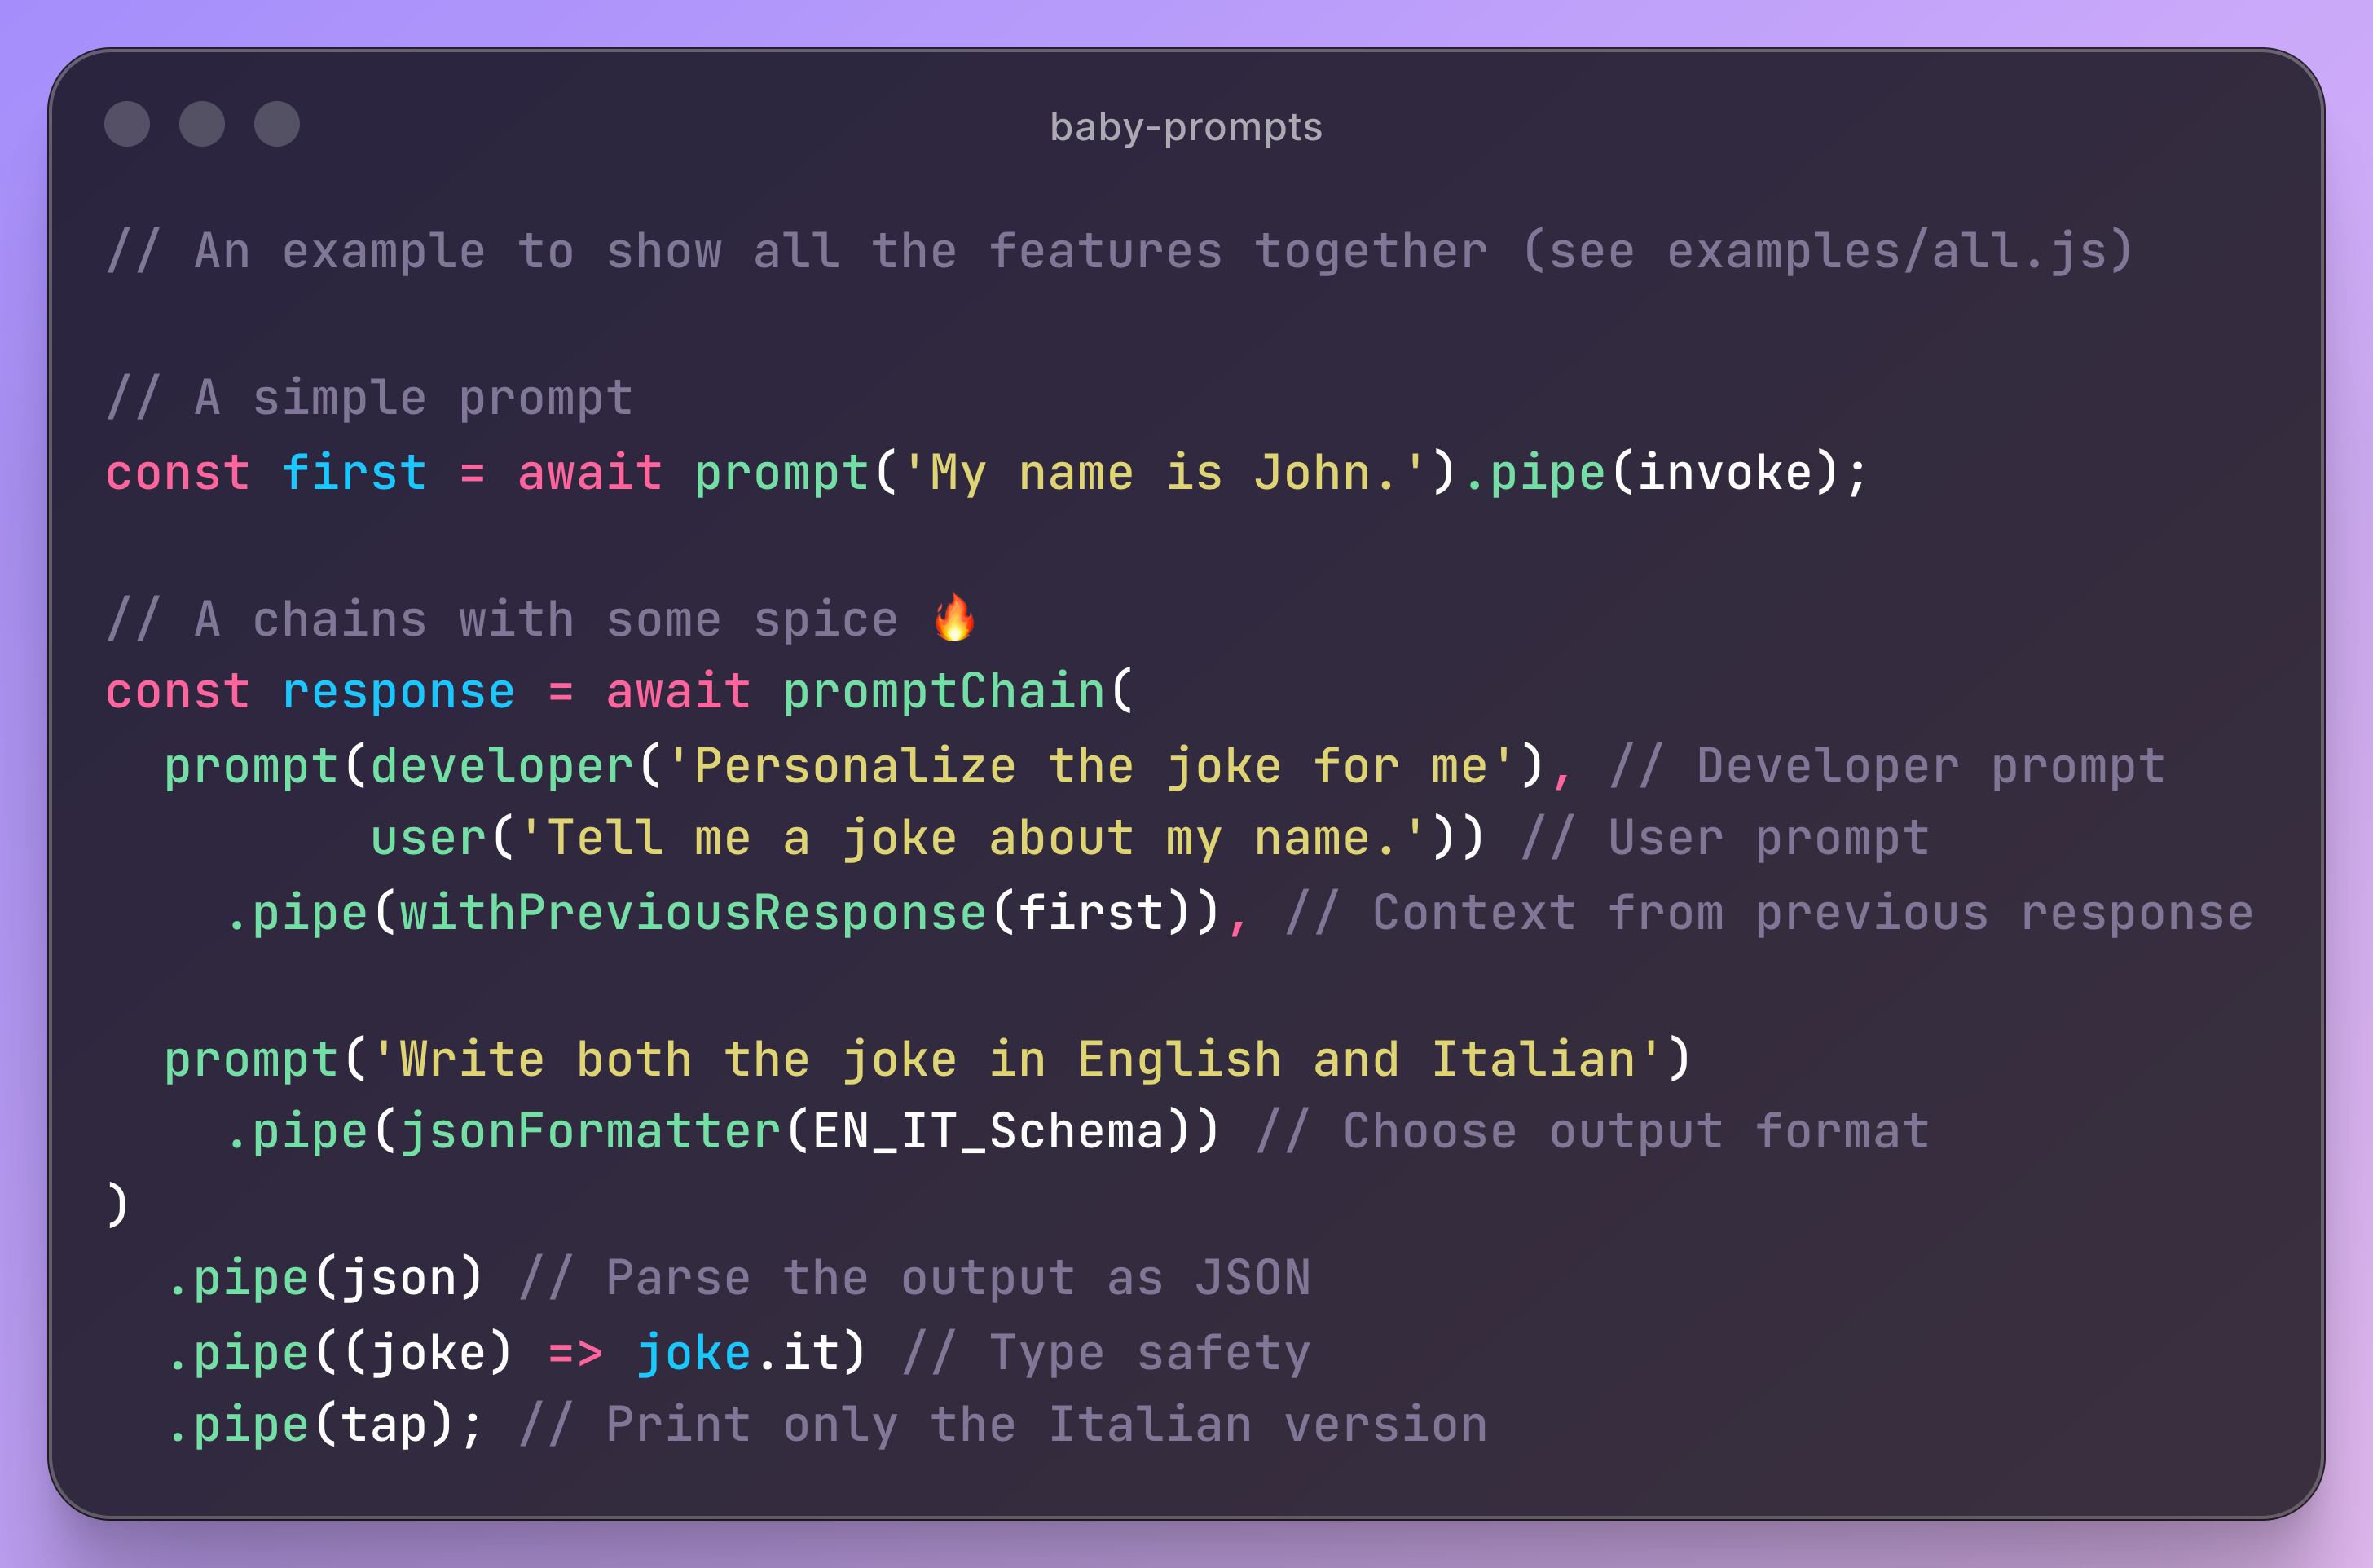 baby-prompts
// An example to show all the features together (see examples/all.js)
// A simple prompt
const first = await prompt('My name is John.').pipe(invoke);
// A chains with some spice 🔥
const response = await promptChain(
  prompt(developer('Personalize the joke for me'), // Developer prompt
         user('Tell me a joke about my name.')) // User prompt
    .pipe(withPreviousResponse(first)), // Context from previous response
  prompt('Write both the joke in English and Italian')
    .pipe(jsonFormatter(EN_IT_Schema)) // Choose output format
)
  .pipe(json) // Parse the output as JSON
  .pipe((joke) => joke.it) // Type safety
  .pipe(tap); // Print only the Italian version